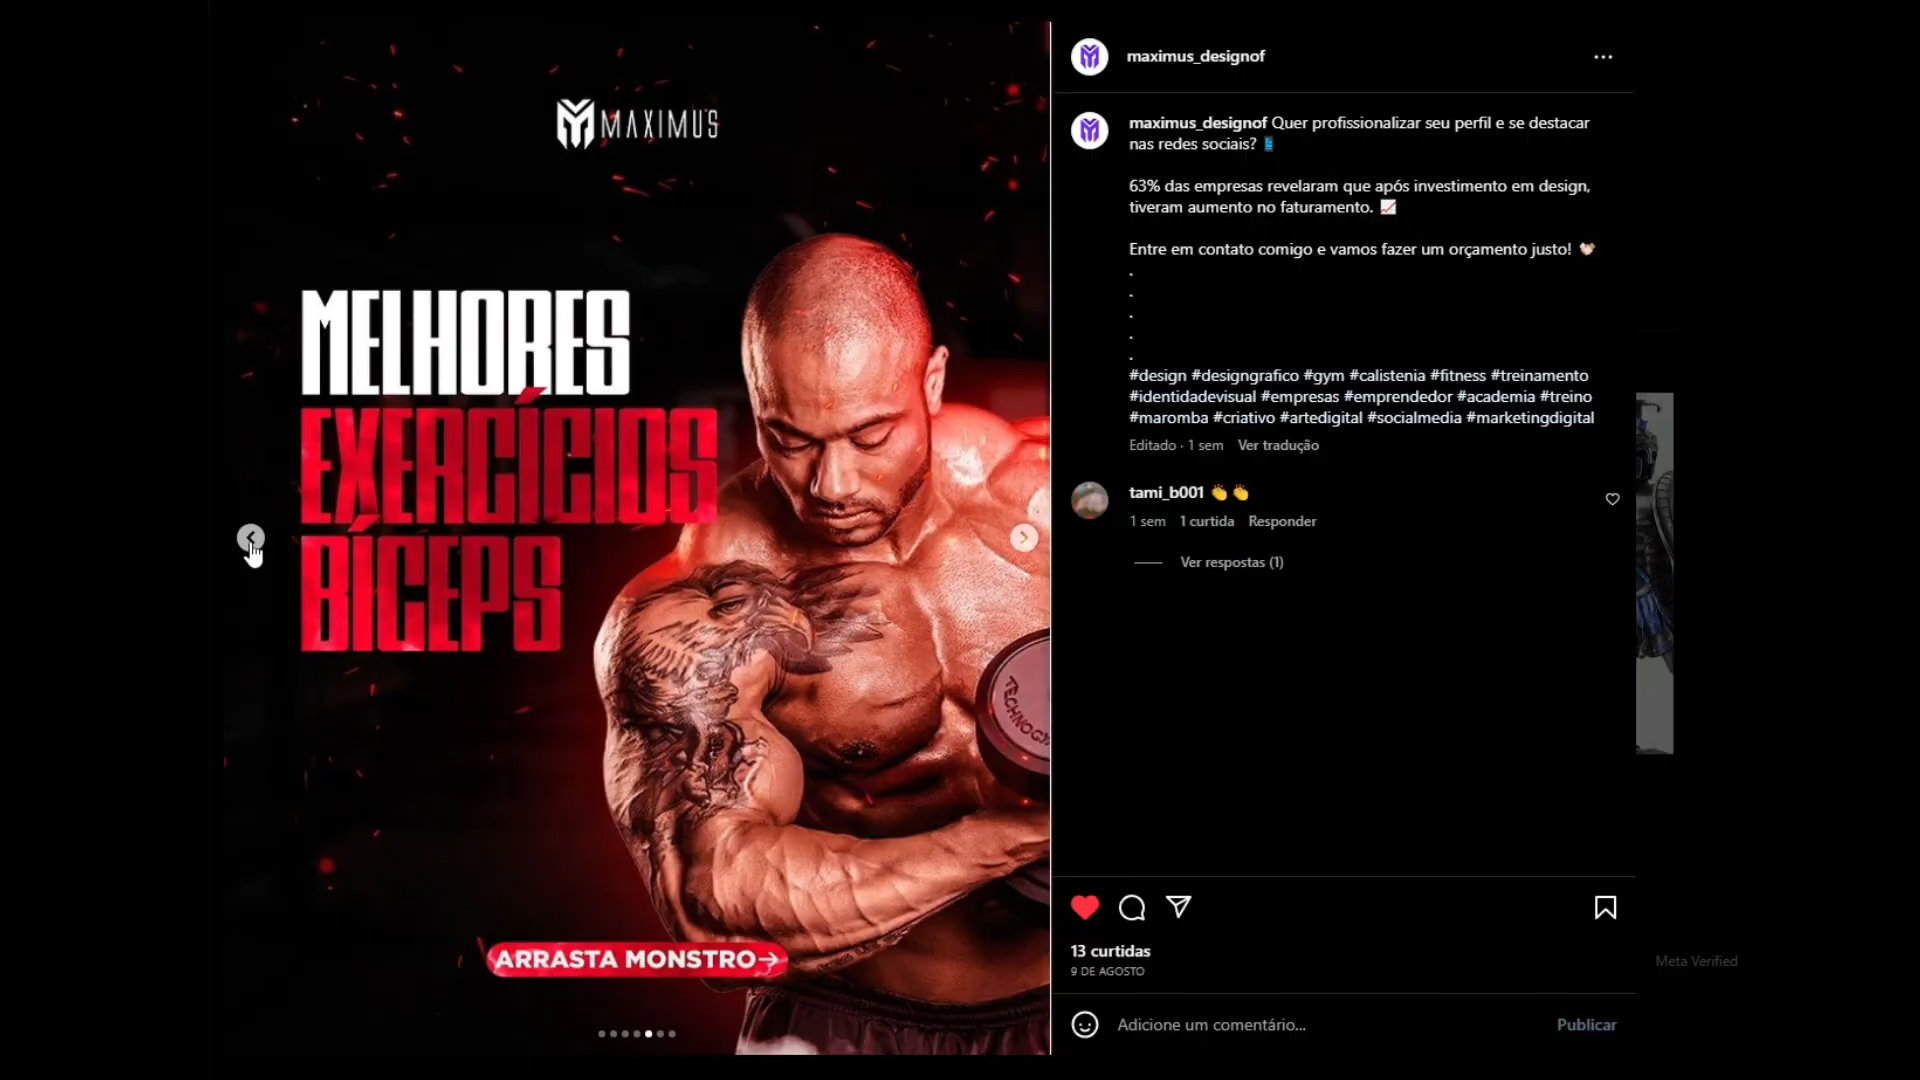 MAXIMUS
MELHORES
EXERCÍCIOS
BÍCEPS
TECHNOGY
ARRASTA MONSTRO→
maximus_designof
maximus_designof Quer profissionalizar seu perfil e se destacar
nas redes sociais? 📱
63% das empresas revelaram que após investimento em design,
tiveram aumento no faturamento. 📈
Entre em contato comigo e vamos fazer um orçamento justo! 🤝🏻
.
.
.
.
.
#design #designgrafico #gym #calistenia #fitness #treinamento
#identidadevisual #empresas #emprendedor #academia #treino
#maromba #criativo #artedigital #socialmedia #marketingdigital
Editado · 1 sem Ver tradução
tami_b001 👏 👏
1 sem 1 curtida Responder
Ver respostas (1)
13 curtidas
9 DE AGOSTO
Adicione um comentário... Publicar
Meta Verified